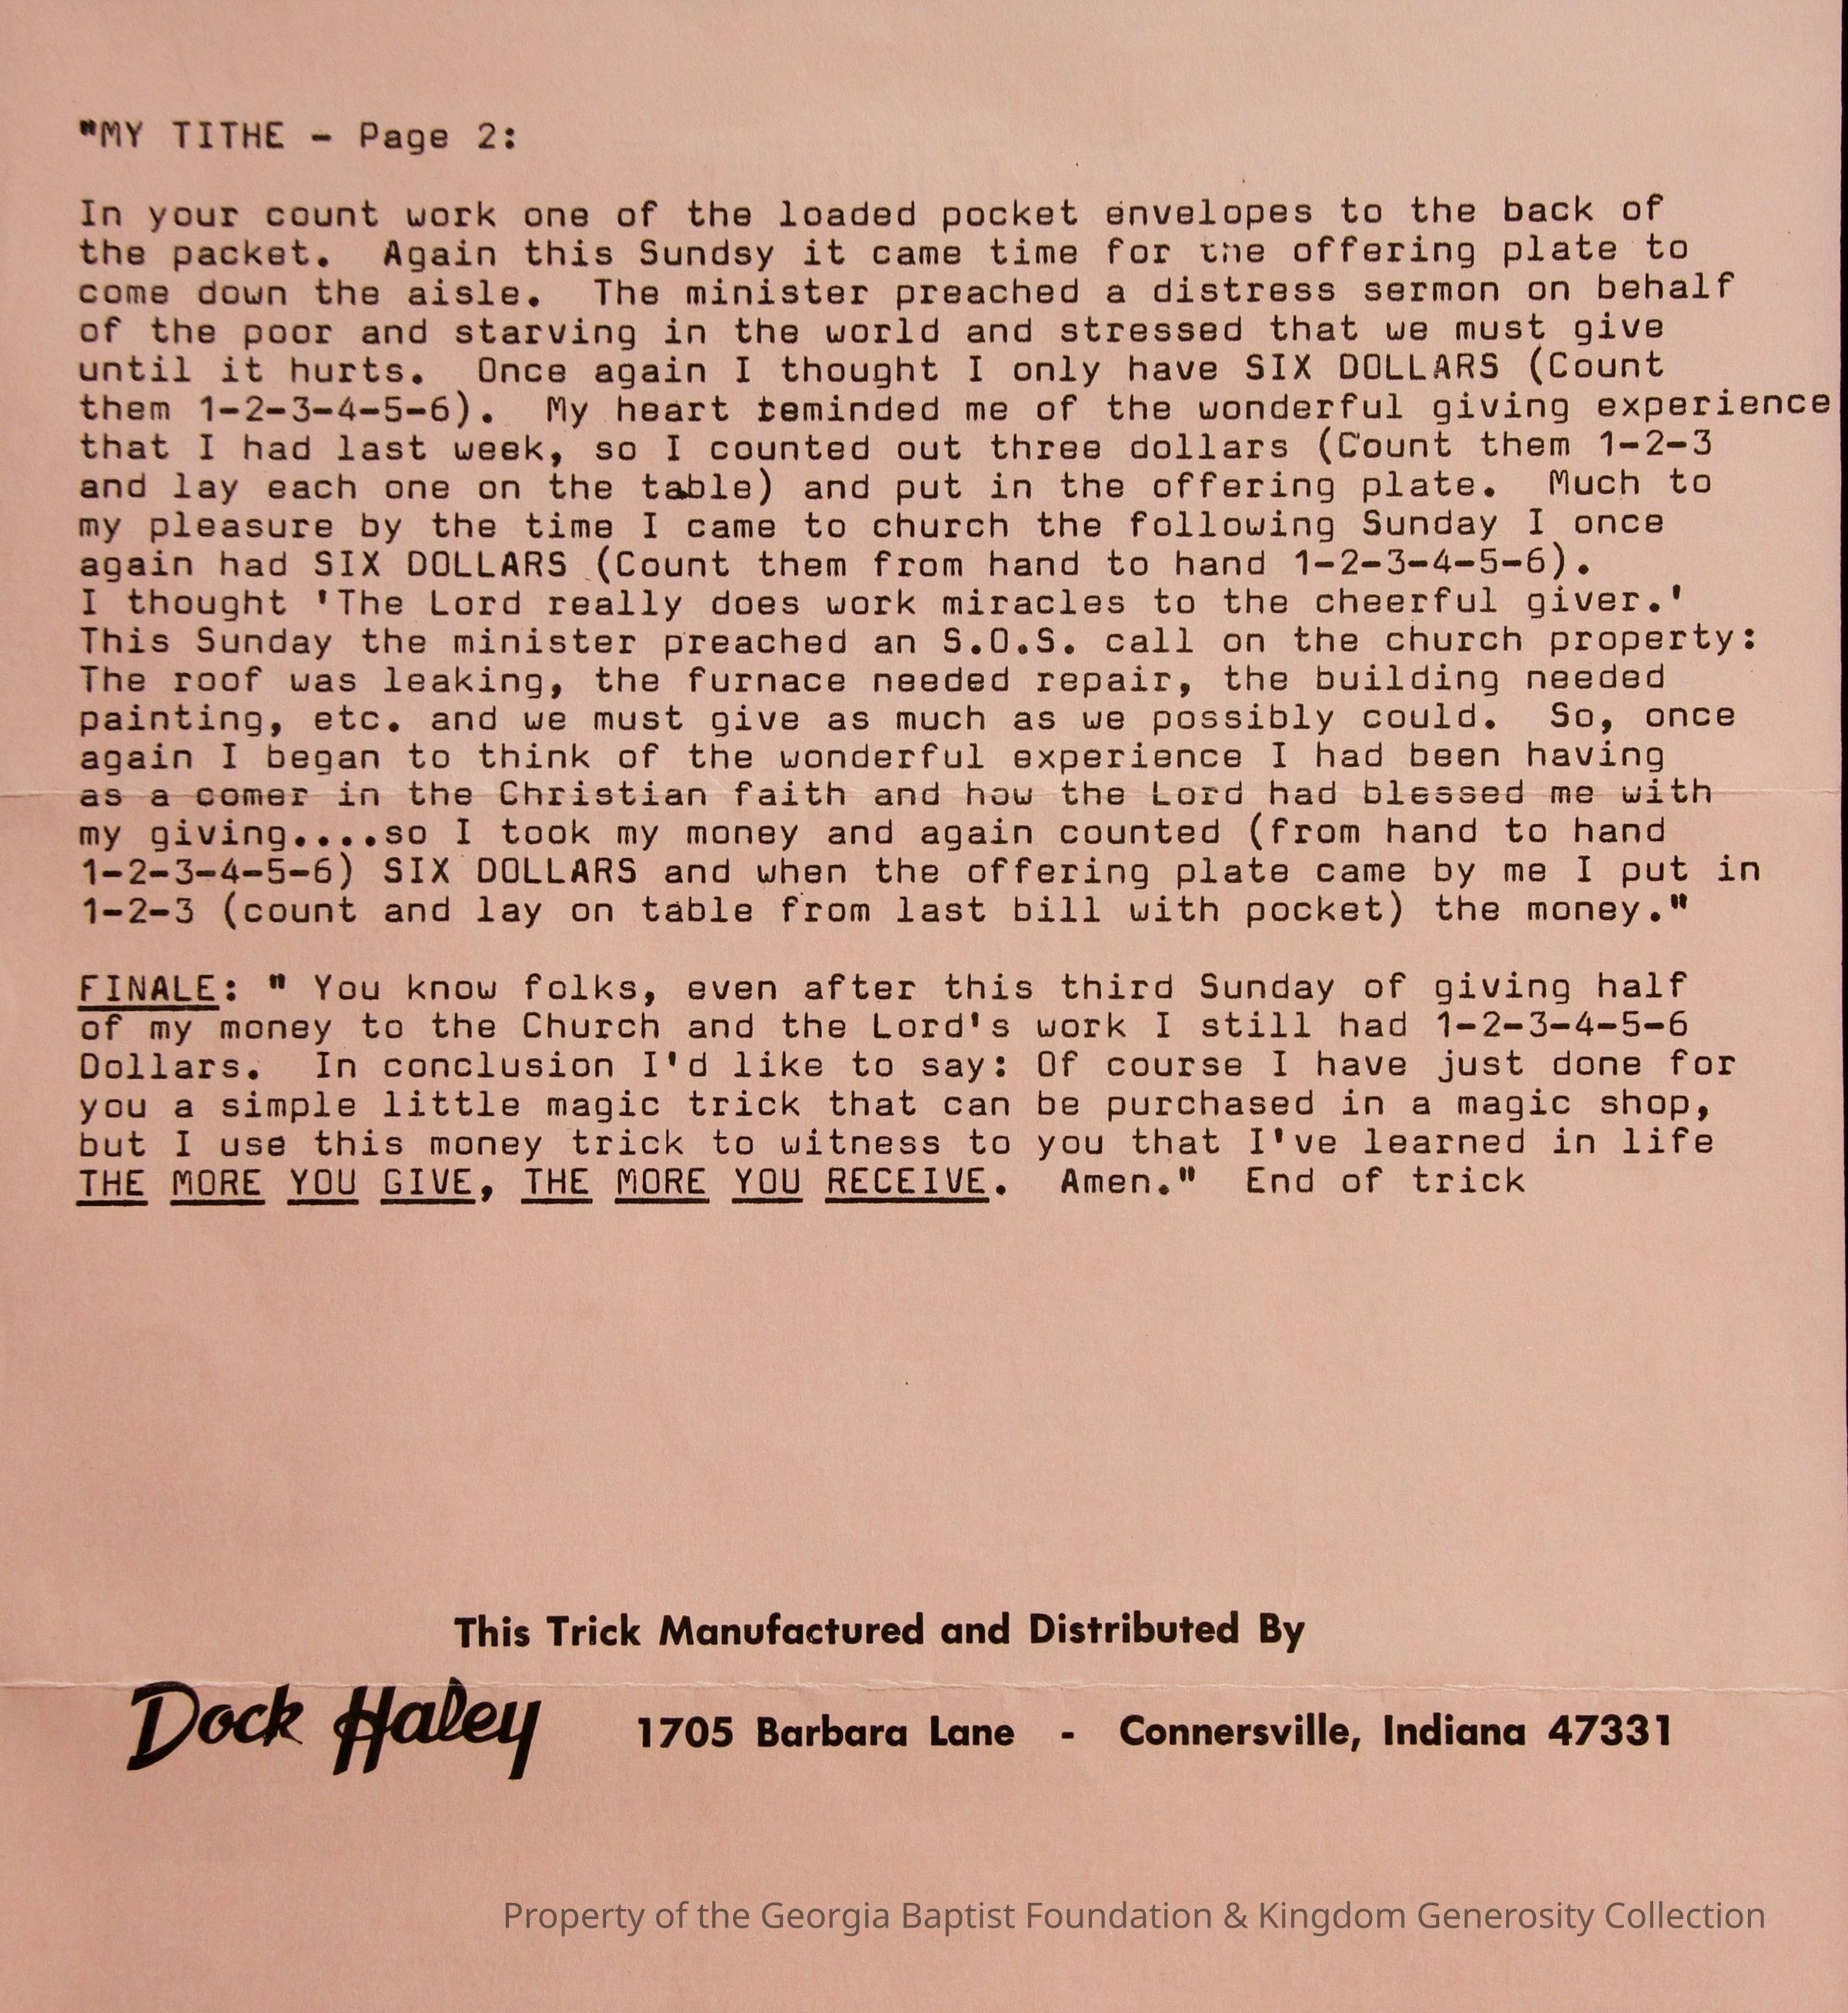 "MY TITHE - Page 2:
In your count work one of the loaded pocket envelopes to the back of
the packet.  Again this Sundsy it came time for the offering plate to
come down the aisle.  The minister preached a distress sermon on behalf
of the poor and starving in the world and stressed that we must give
until it hurts.  Once again I thought I only have SIX DOLLARS (Count
them 1-2-3-4-5-6).  My heart reminded me of the wonderful giving experience
that I had last week, so I counted out three dollars (Count them 1-2-3
and lay each one on the table) and put in the offering plate.  Much to
my pleasure by the time I came to church the following Sunday I once
again had SIX DOLLARS (Count them from hand to hand 1-2-3-4-5-6).
I thought 'The Lord really does work miracles to the cheerful giver.'
This Sunday the minister preached an S.O.S. call on the church property:
The roof was leaking, the furnace needed repair, the building needed
painting, etc. and we must give as much as we possibly could.  So, once
again I began to think of the wonderful experience I had been having
as a comer in the Christian faith and how the Lord had blessed me with
my giving....so I took my money and again counted (from hand to hand
1-2-3-4-5-6) SIX DOLLARS and when the offering plate came by me I put in
1-2-3 (count and lay on table from last bill with pocket) the money."
FINALE: " You know folks, even after this third Sunday of giving half
of my money to the Church and the Lord's work I still had 1-2-3-4-5-6
Dollars.  In conclusion I'd like to say: Of course I have just done for
you a simple little magic trick that can be purchased in a magic shop,
but I use this money trick to witness to you that I've learned in life
THE MORE YOU GIVE, THE MORE YOU RECEIVE.  Amen."  End of trick
This Trick Manufactured and Distributed By
Dock Haley 1705 Barbara Lane - Connersville, Indiana 47331
Property of the Georgia Baptist Foundation & Kingdom Generosity Collection